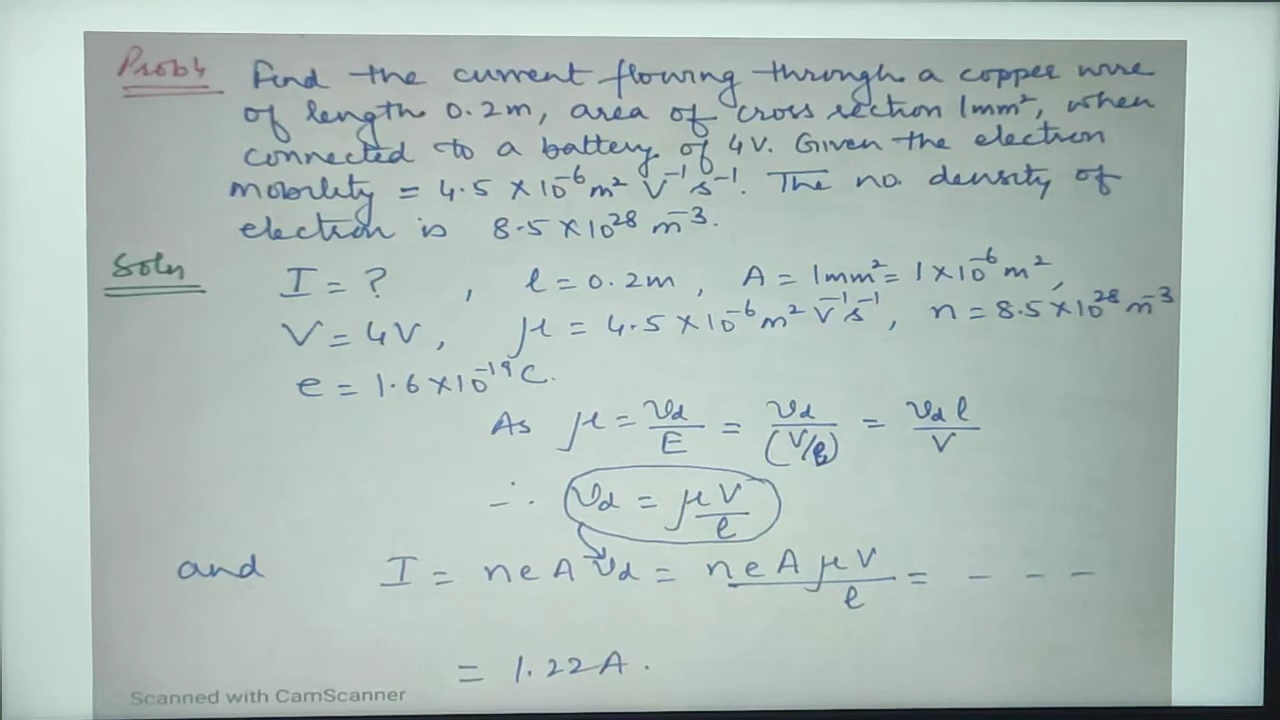 Prob4 Find the current flowing through a copper wire
of length 0.2m, area of cross section 1mm², when
connected to a battery of 4V. Given the electron
mobility = 4.5 × 10⁻⁶ m² V⁻¹ s⁻¹. The no. density of
electron is 8.5 × 10²⁸ m⁻³.
Soln I = ? , l = 0.2m , A = 1mm² = 1 × 10⁻⁶ m²,
V = 4V, μ = 4.5 × 10⁻⁶ m² V⁻¹ s⁻¹, n = 8.5 × 10²⁸ m⁻³
e = 1.6 × 10⁻¹⁹ C.
As μ = vd/E = vd/(V/l) = vd l/V
∴ vd = μV/l
and I = neA vd = neAμV/l = - - -
= 1.22A.
Scanned with CamScanner